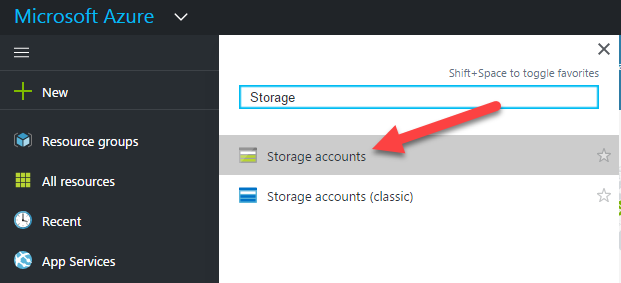 Microsoft Azure
New
Resource groups
All resources
Recent
App Services
Shift+Space to toggle favorites
Storage
Storage accounts
Storage accounts (classic)